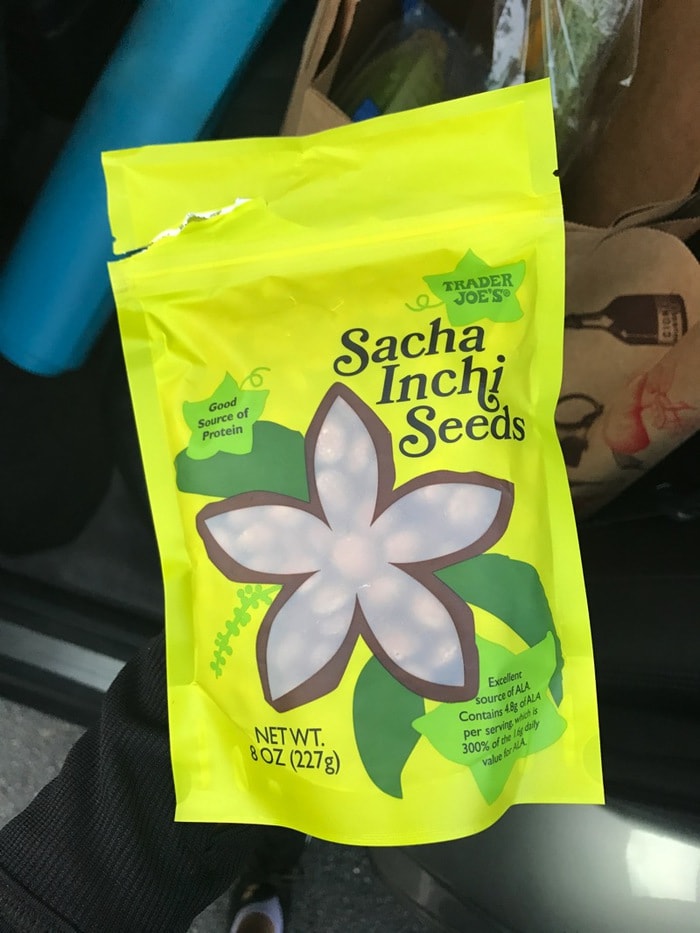 TRADER
JOE'S®
Sacha
Inchi
Seeds
Good
Source of
Protein
Excellent
source of ALA
Contains 4.8g of ALA
per serving, which is
300% of the 1.6g daily
value for ALA.
NET WT.
8 OZ (227g)